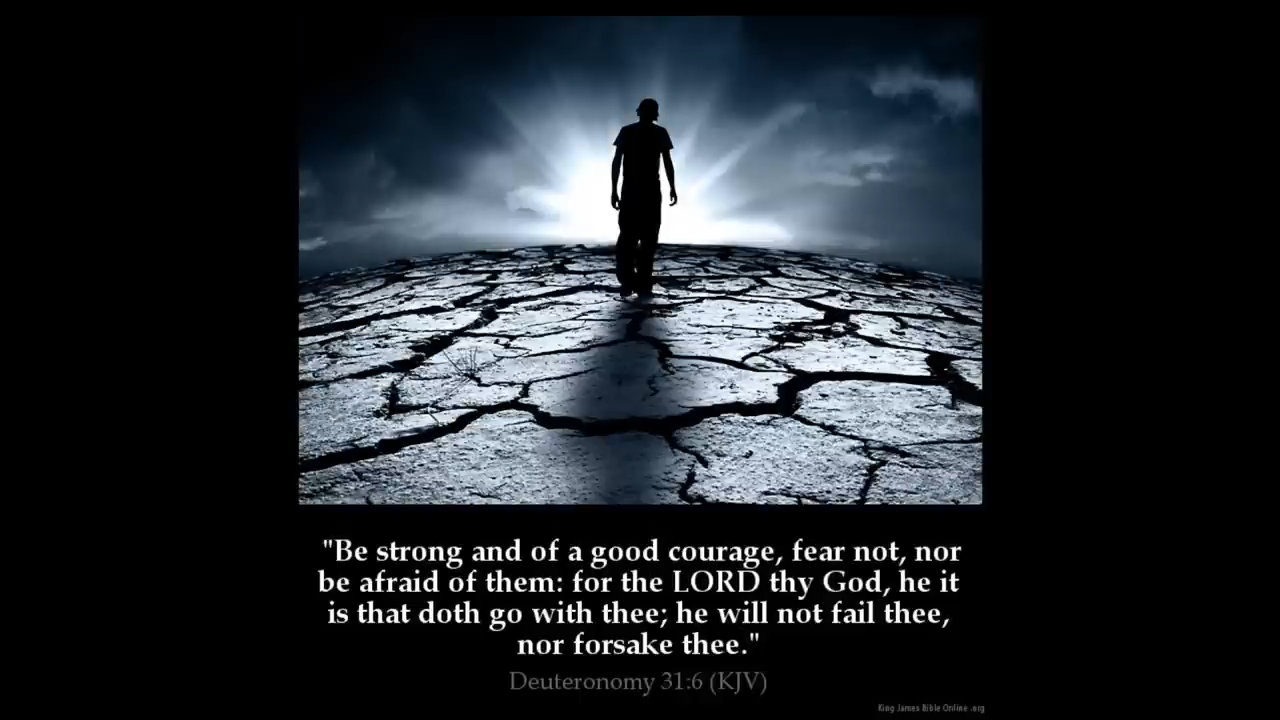 "Be strong and of a good courage, fear not, nor
be afraid of them: for the LORD thy God, he it
is that doth go with thee; he will not fail thee,
nor forsake thee."
Deuteronomy 31:6 (KJV)
King James Bible Online .org